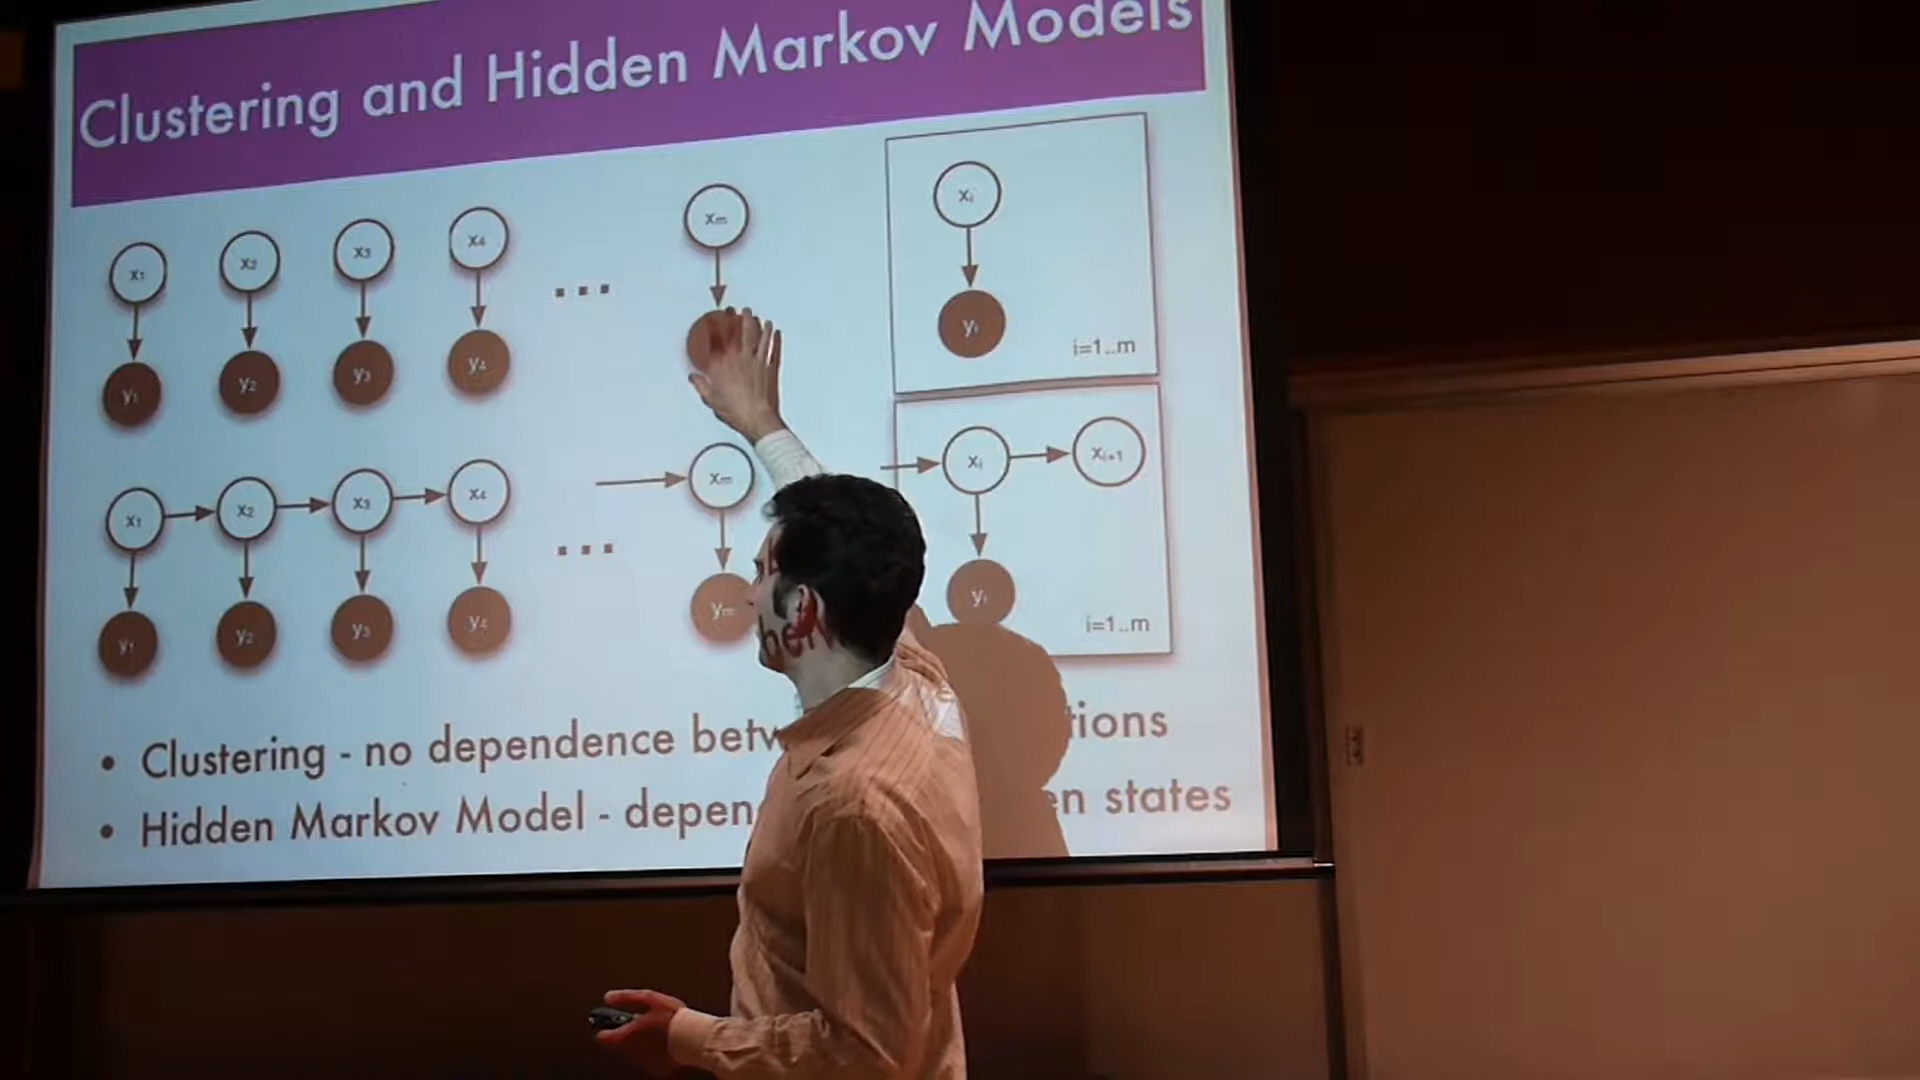 Clustering and Hidden Markov Models
x₁ x₂ x₃ x₄ ... xₘ
y₁ y₂ y₃ y₄
xᵢ
yᵢ
i=1..m
x₁ x₂ x₃ x₄ ... xₘ
y₁ y₂ y₃ y₄ yₘ
xᵢ xᵢ₊₁
yᵢ
i=1..m
• Clustering - no dependence betw tions
• Hidden Markov Model - depen en states